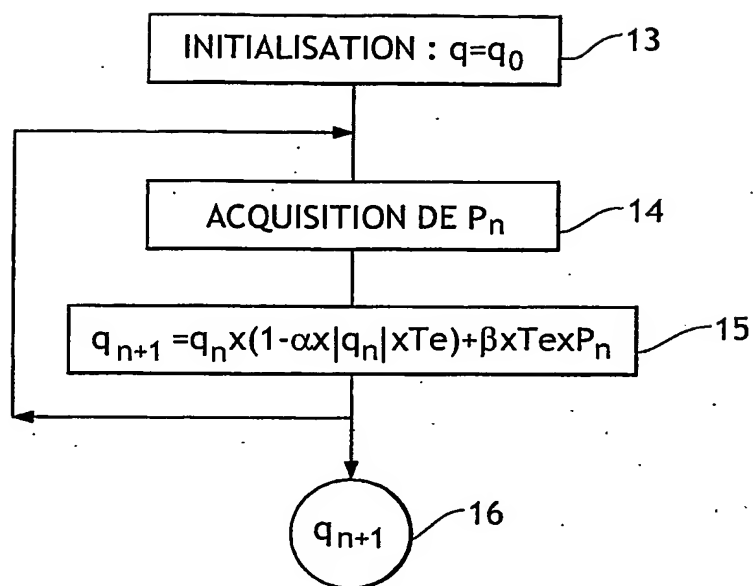 INITIALISATION : q=q₀
13
ACQUISITION DE Pₙ
14
qₙ₊₁ =qₙx(1-αx|qₙ|xTe)+βxTexPₙ
15
qₙ₊₁
16